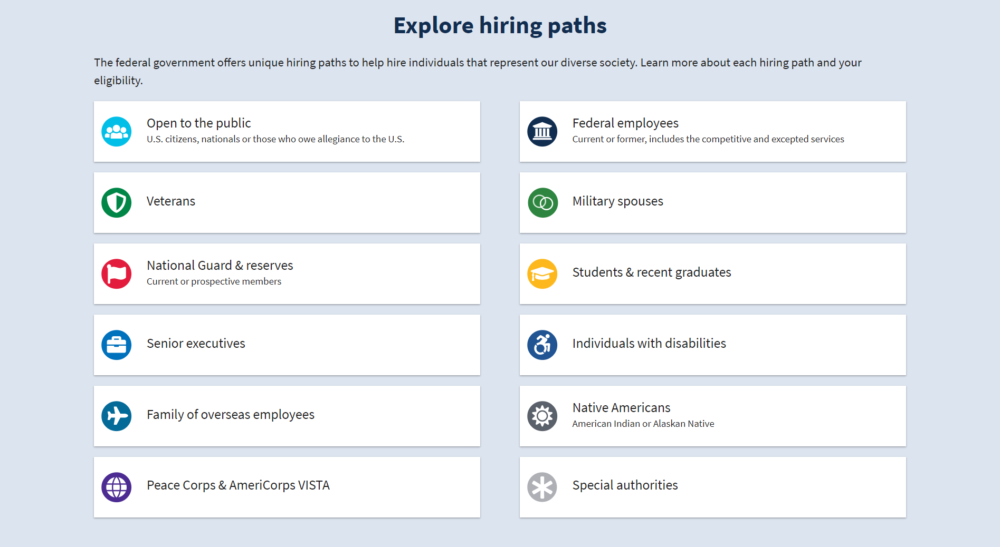 Explore hiring paths
The federal government offers unique hiring paths to help hire individuals that represent our diverse society. Learn more about each hiring path and your
eligibility.
Open to the public
U.S. citizens, nationals or those who owe allegiance to the U.S.
Federal employees
Current or former, includes the competitive and excepted services
Veterans
Military spouses
National Guard & reserves
Current or prospective members
Students & recent graduates
Senior executives
Individuals with disabilities
Family of overseas employees
Native Americans
American Indian or Alaskan Native
Peace Corps & AmeriCorps VISTA
Special authorities